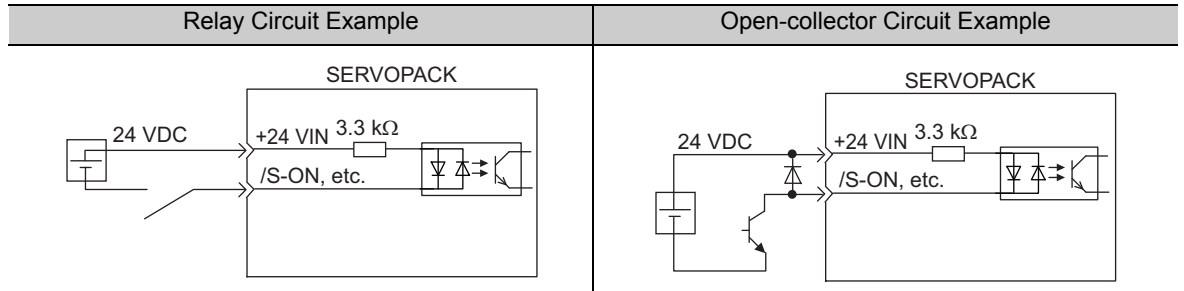 Relay Circuit Example
Open-collector Circuit Example
SERVOPACK
24 VDC
+24 VIN
3.3 kΩ
/S-ON, etc.
SERVOPACK
24 VDC
+24 VIN
3.3 kΩ
/S-ON, etc.